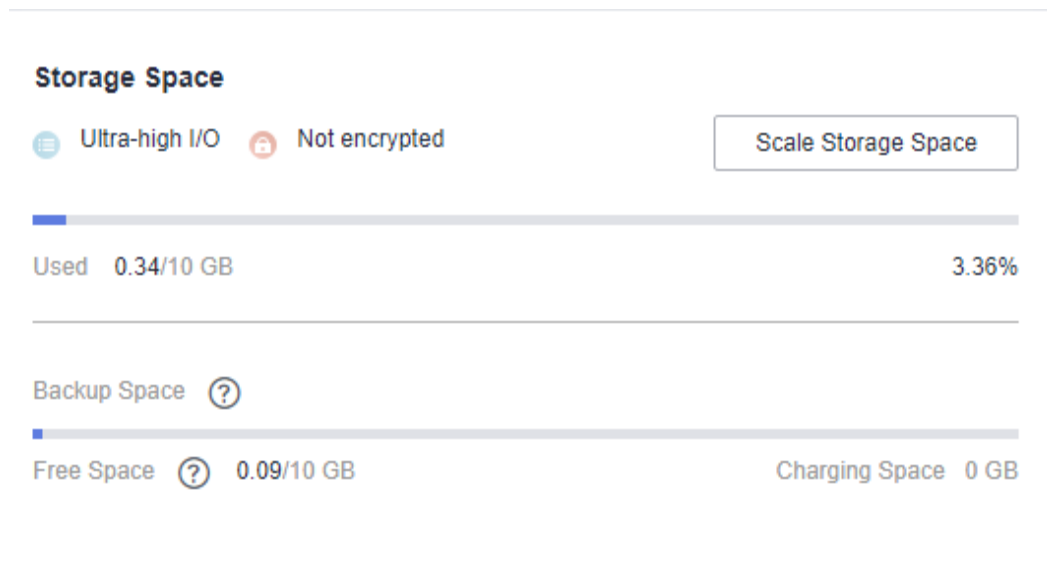 Storage Space
Ultra-high I/O Not encrypted Scale Storage Space
Used 0.34/10 GB 3.36%
Backup Space ?
Free Space ? 0.09/10 GB Charging Space 0 GB